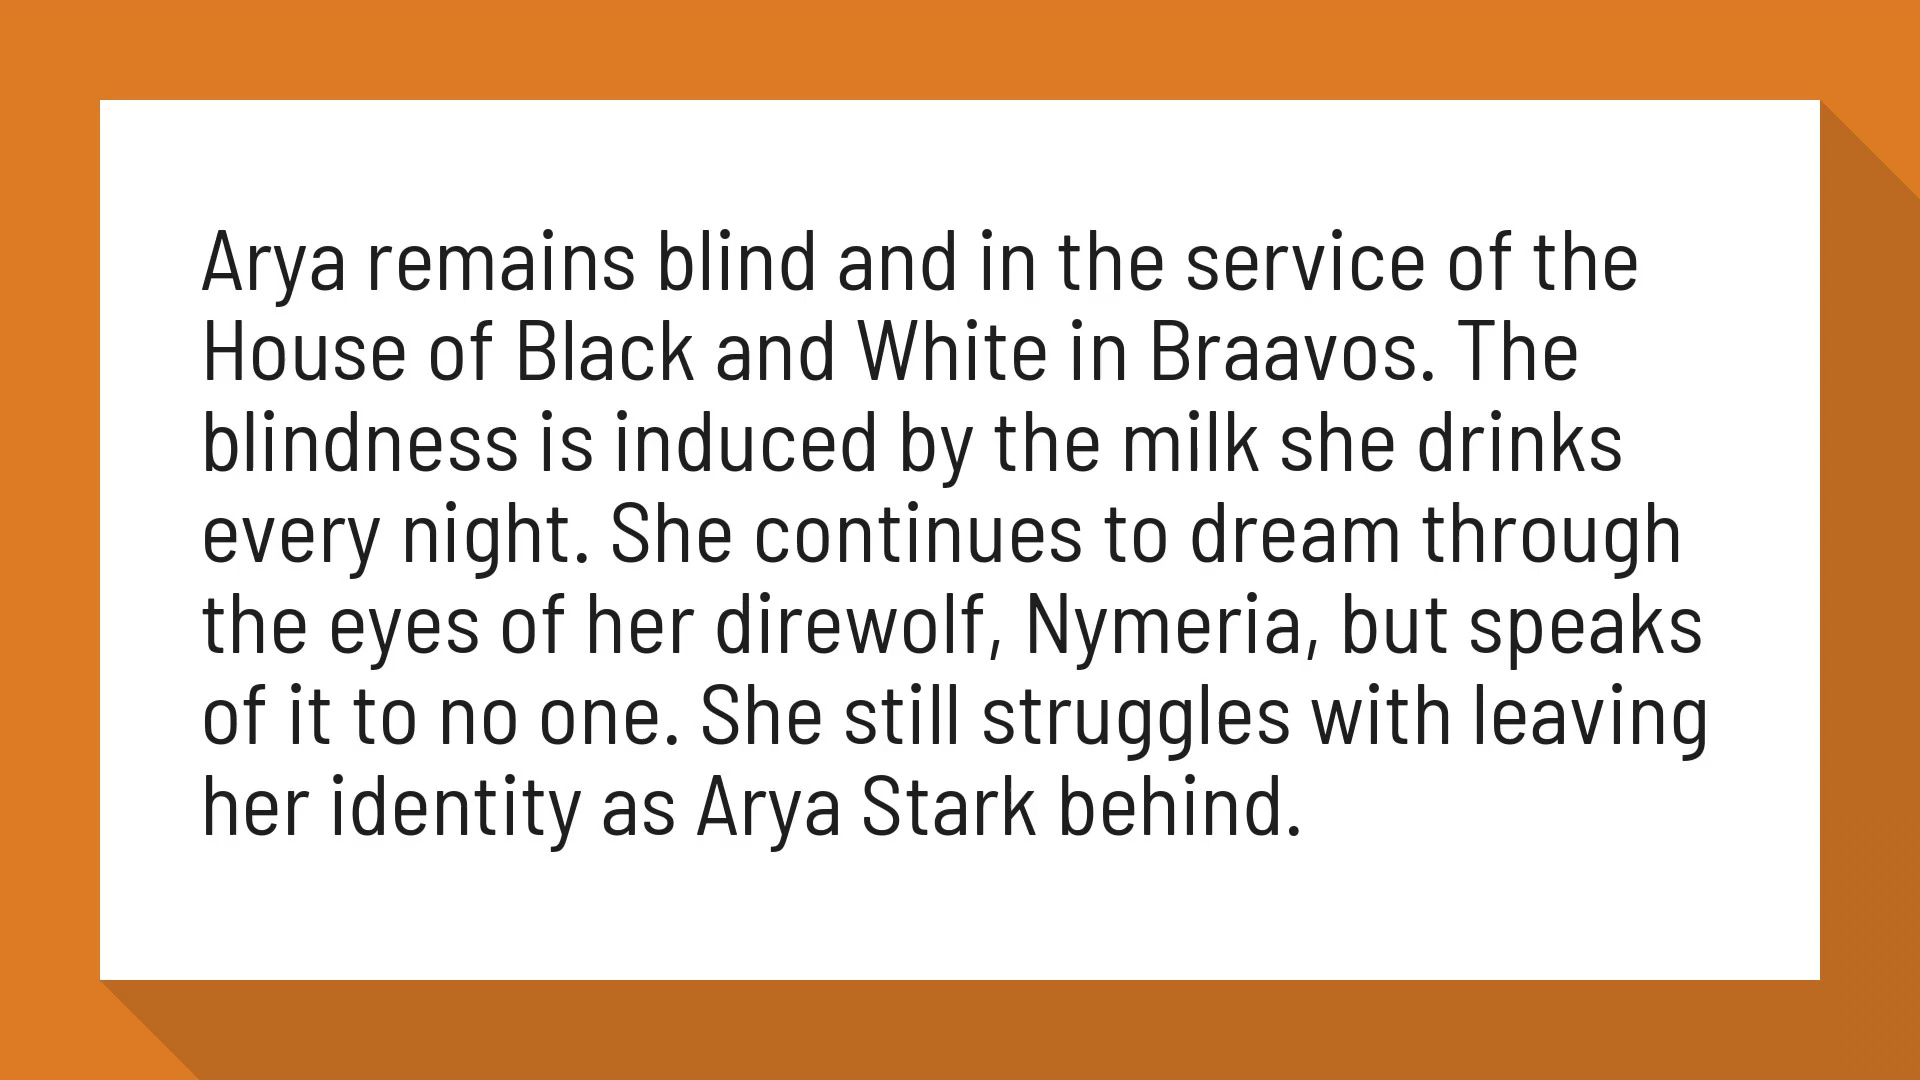 Arya remains blind and in the service of the
House of Black and White in Braavos. The
blindness is induced by the milk she drinks
every night. She continues to dream through
the eyes of her direwolf, Nymeria, but speaks
of it to no one. She still struggles with leaving
her identity as Arya Stark behind.